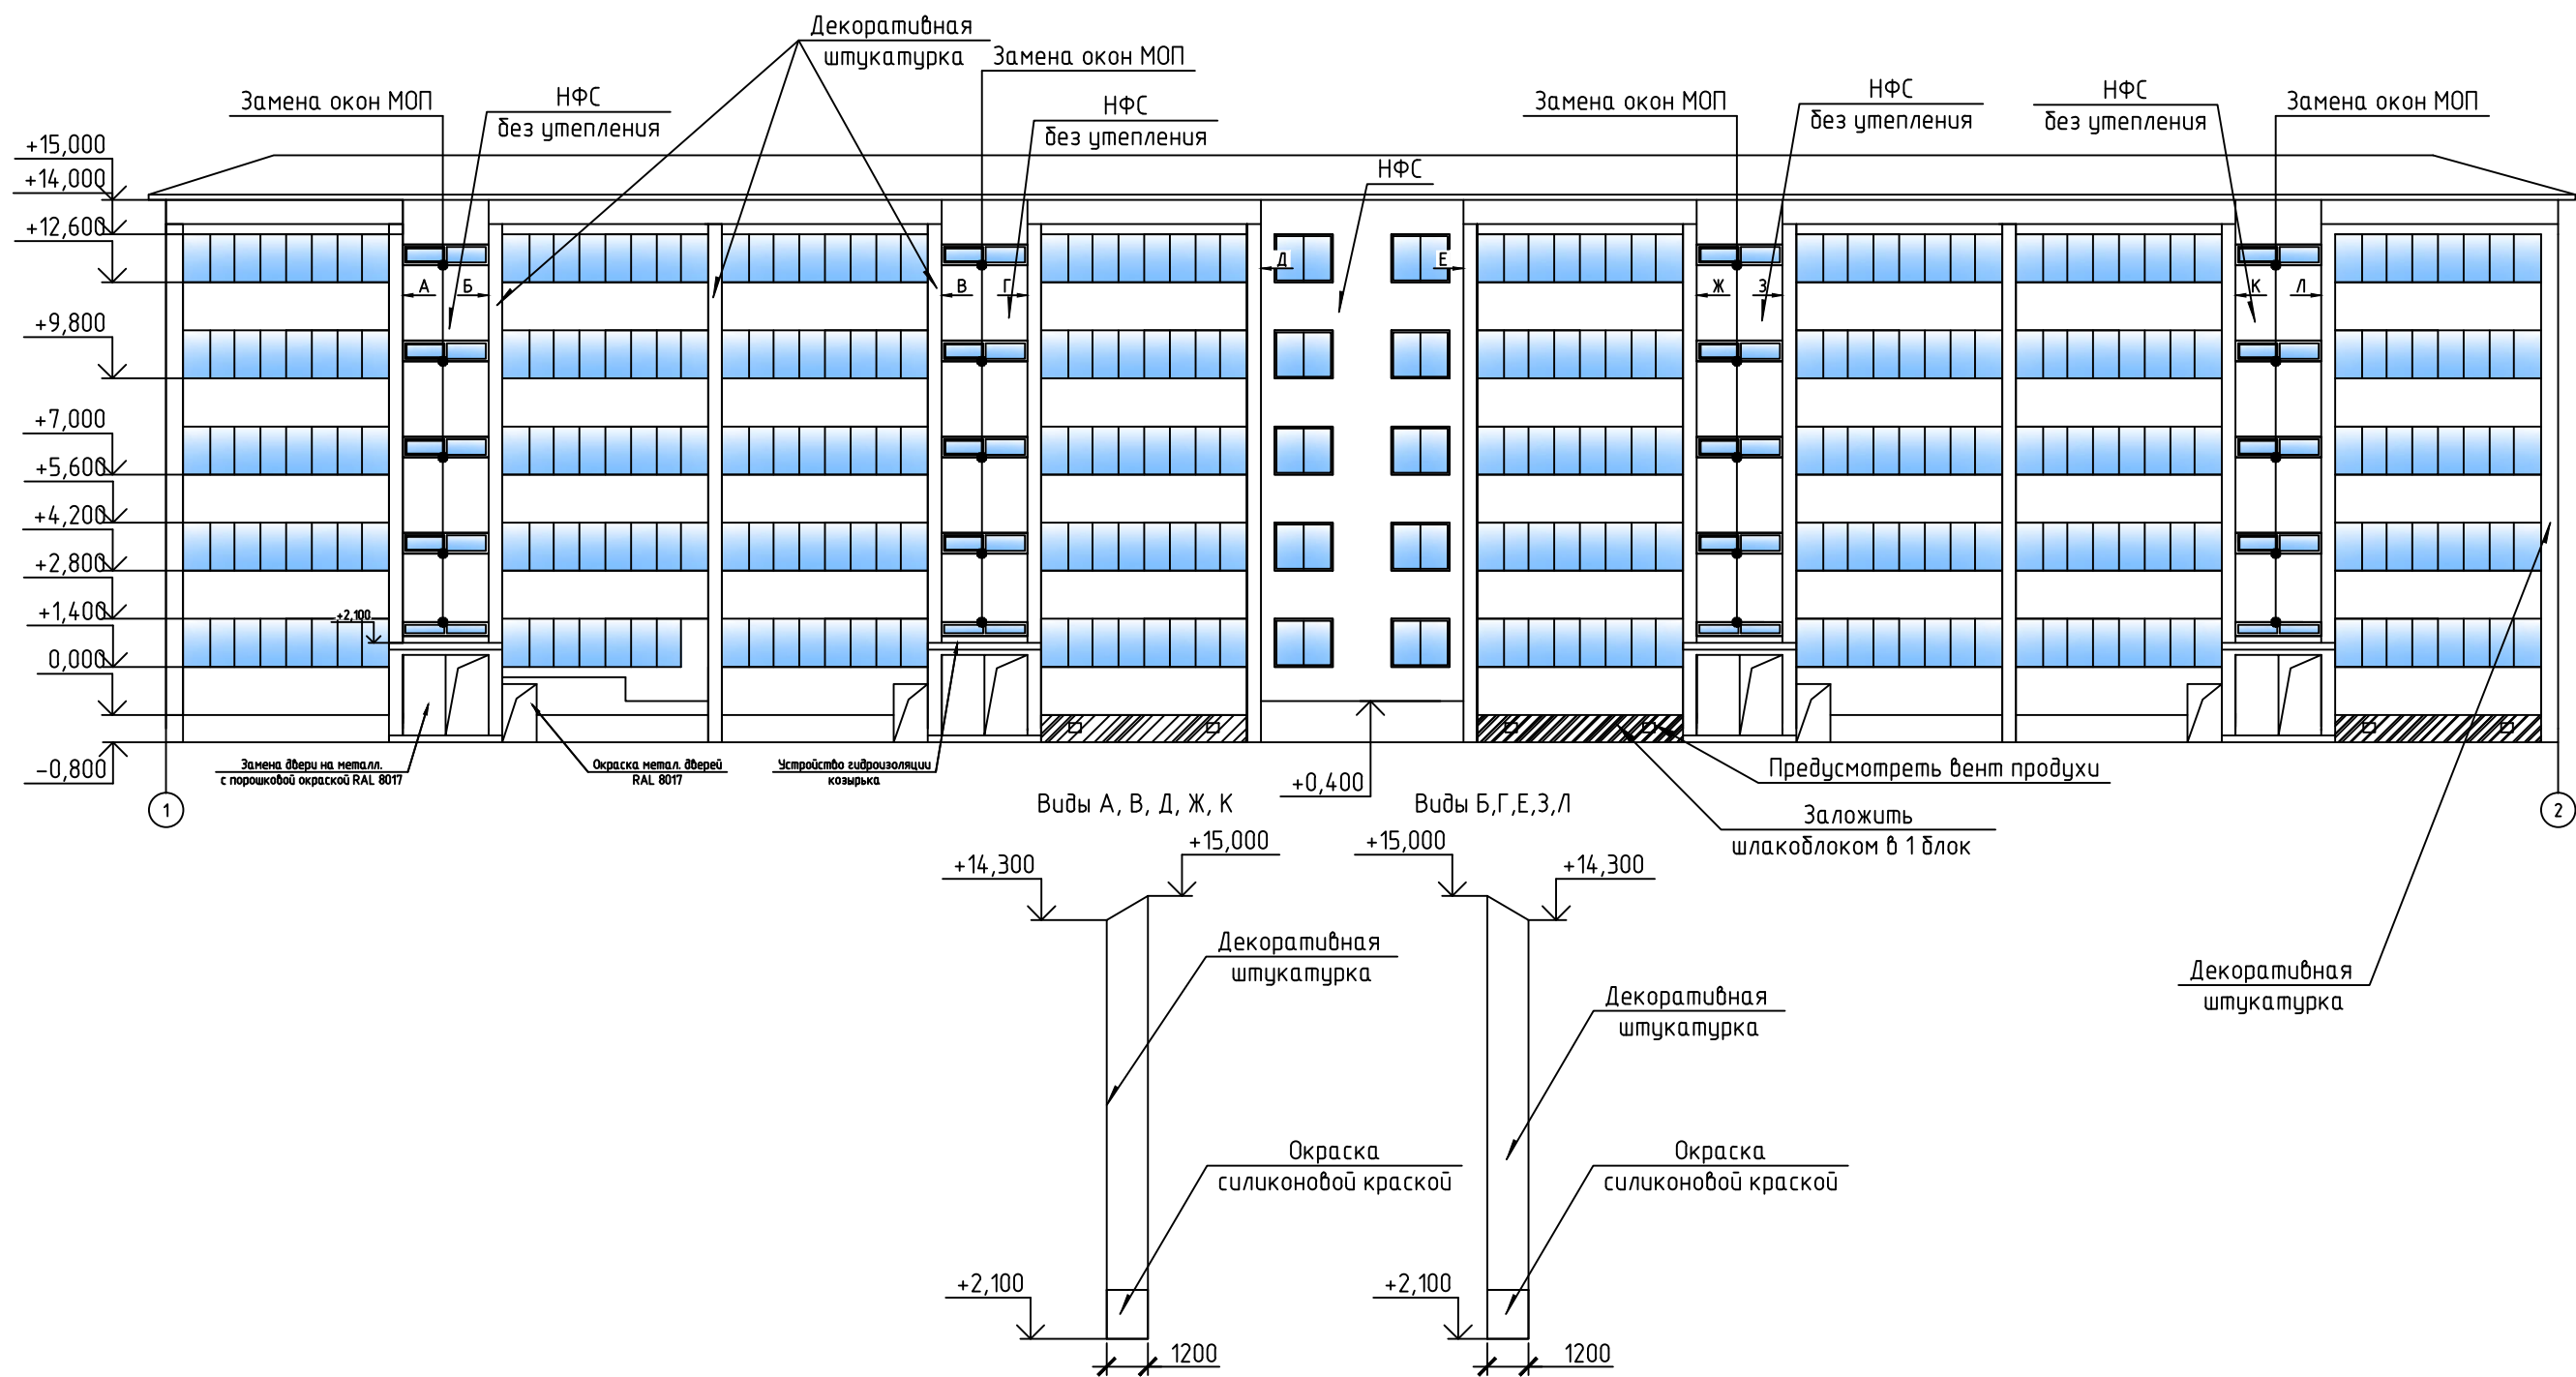 Декоративная
штукатурка
Замена окон МОП
Замена окон МОП
НФС
без утепления
НФС
без утепления
Замена окон МОП
НФС
без утепления
НФС
без утепления
Замена окон МОП
НФС
+15,000
+14,000
+12,600
+9,800
+7,000
+5,600
+4,200
+2,800
+1,400
0,000
-0,800
+2,100
А Б В Г Д Е Ж З К Л
Замена двери на металл.
с порошковой окраской RAL 8017
Окраска метал. дверей
RAL 8017
Устройство гидроизоляции
козырька
+0,400
Предусмотреть вент продухи
Заложить
шлакоблоком в 1 блок
1
2
Виды А, В, Д, Ж, К
Виды Б,Г,Е,З,Л
+14,300
+15,000
+15,000
+14,300
Декоративная
штукатурка
Декоративная
штукатурка
Декоративная
штукатурка
Окраска
силиконовой краской
Окраска
силиконовой краской
+2,100
+2,100
1200
1200